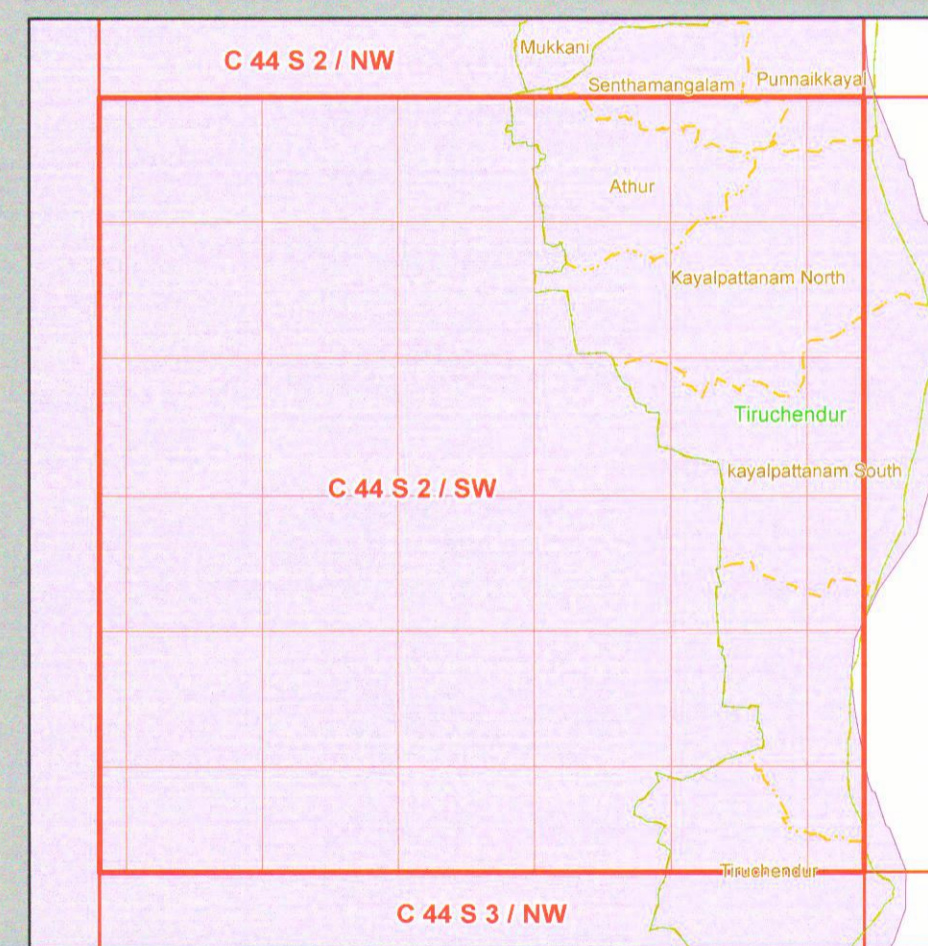 Mukkani
C 44 S 2 / NW
Senthamangalam
Punnaikkayal
Athur
Kayalpattanam North
Tiruchendur
kayalpattanam South
C 44 S 2 / SW
Tiruchendur
C 44 S 3 / NW